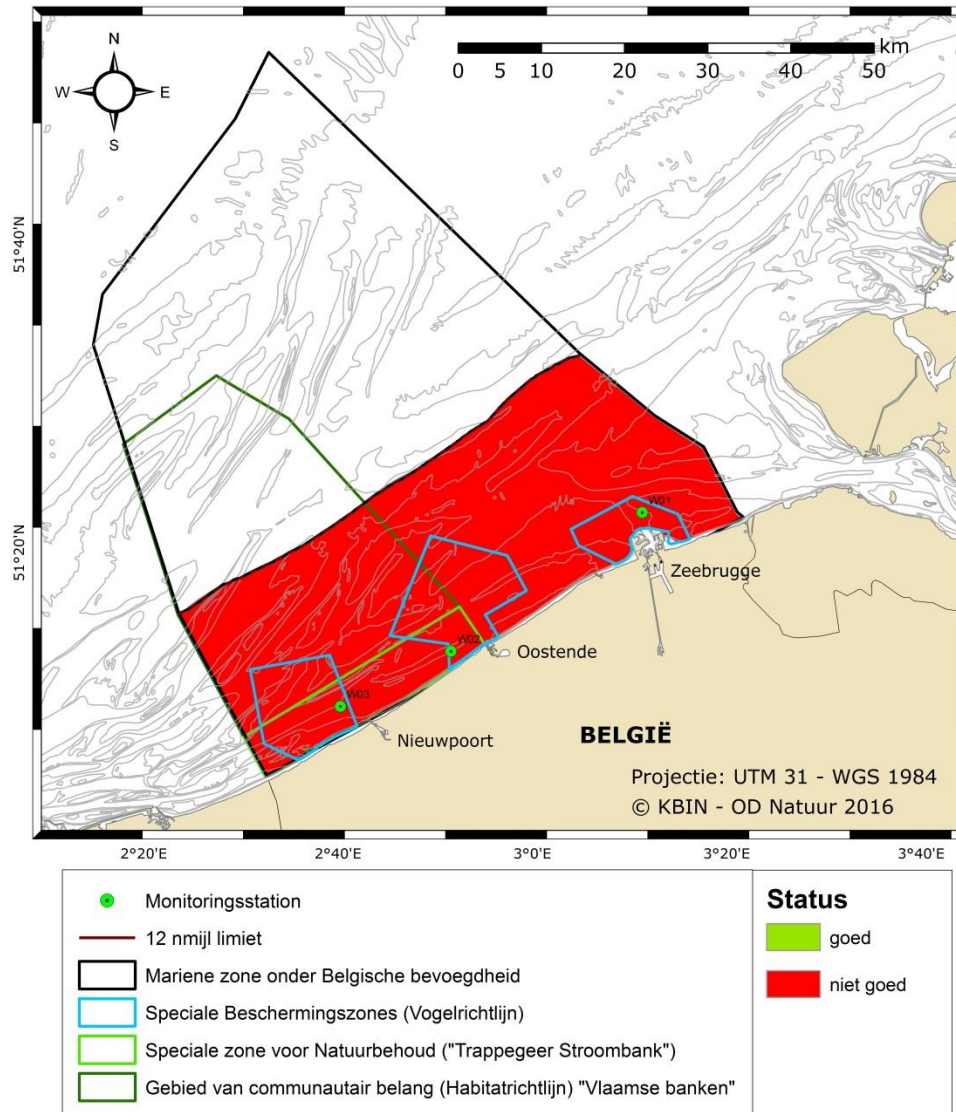 N
W E
S
km
0 5 10 20 30 40 50
51°40'N
51°20'N
W01
Zeebrugge
W02
Oostende
W03
Nieuwpoort
BELGIË
Projectie: UTM 31 - WGS 1984
© KBIN - OD Natuur 2016
2°20'E 2°40'E 3°0'E 3°20'E 3°40'E
Monitoringsstation
12 nmijl limiet
Mariene zone onder Belgische bevoegdheid
Speciale Beschermingszones (Vogelrichtlijn)
Speciale zone voor Natuurbehoud ("Trappegeer Stroombank")
Gebied van communautair belang (Habitatrichtlijn) "Vlaamse banken"
Status
goed
niet goed